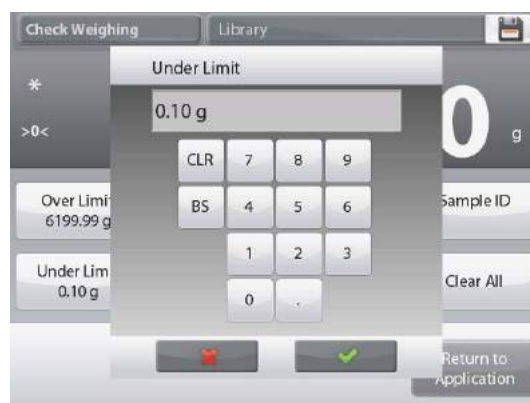 Check Weighing
Library
Under Limit
*
0.10 g
>0<
0
g
CLR
7
8
9
Over Limi
6199.99 g
BS
4
5
6
Sample ID
1
2
3
Under Lim
0.10 g
Clear All
0
.
Return to
Application